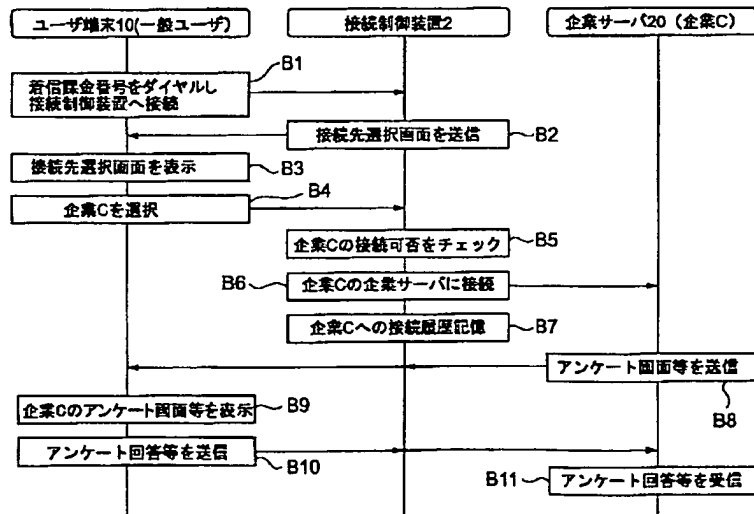 ユーザ端末10(一般ユーザ)
接続制御装置2
企業サーバ20(企業C)
B1
着信課金番号をダイヤルし
接続制御装置へ接続
接続先選択画面を送信
B2
接続先選択画面を表示
B3
企業Cを選択
B4
企業Cの接続可否をチェック
B5
B6
企業Cの企業サーバに接続
企業Cへの接続履歴記憶
B7
アンケート画面等を送信
B8
企業Cのアンケート画面等を表示
B9
アンケート回答等を送信
B10
B11
アンケート回答等を受信